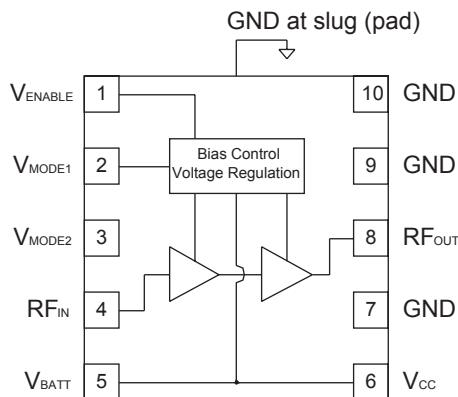 GND at slug (pad)
VENABLE 1
10 GND
Bias Control
Voltage Regulation
VMODE1 2
9 GND
VMODE2 3
8 RFOUT
RFIN 4
7 GND
VBATT 5
6 VCC